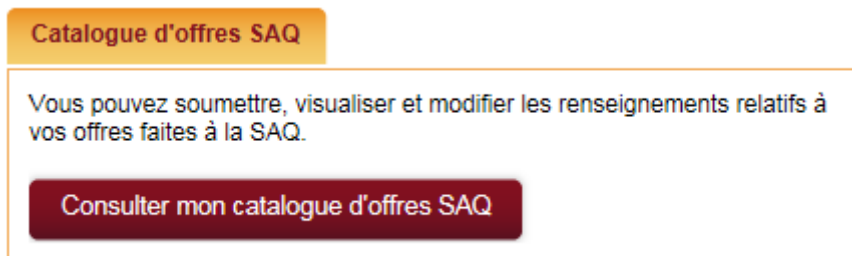 Catalogue d'offres SAQ
Vous pouvez soumettre, visualiser et modifier les renseignements relatifs à
vos offres faites à la SAQ.
Consulter mon catalogue d'offres SAQ